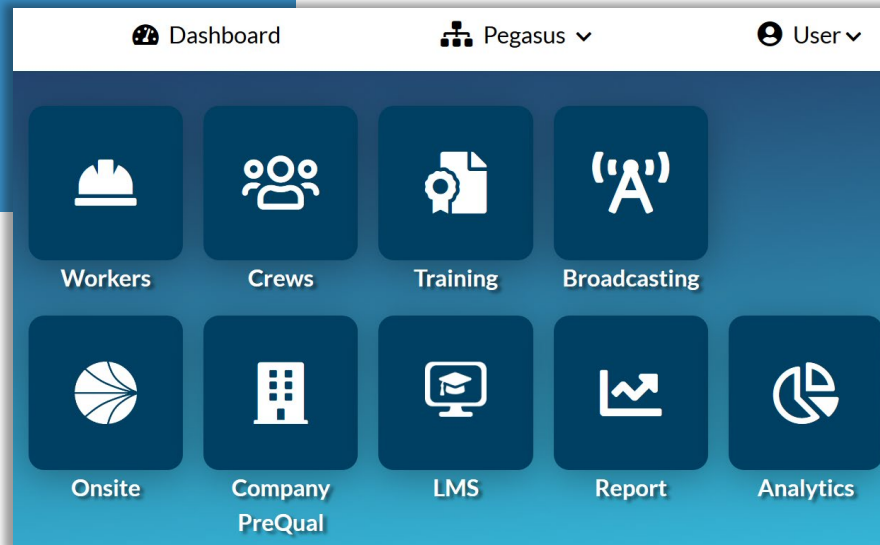 Dashboard
Pegasus
User
Workers
Crews
Training
Broadcasting
Onsite
Company
PreQual
LMS
Report
Analytics